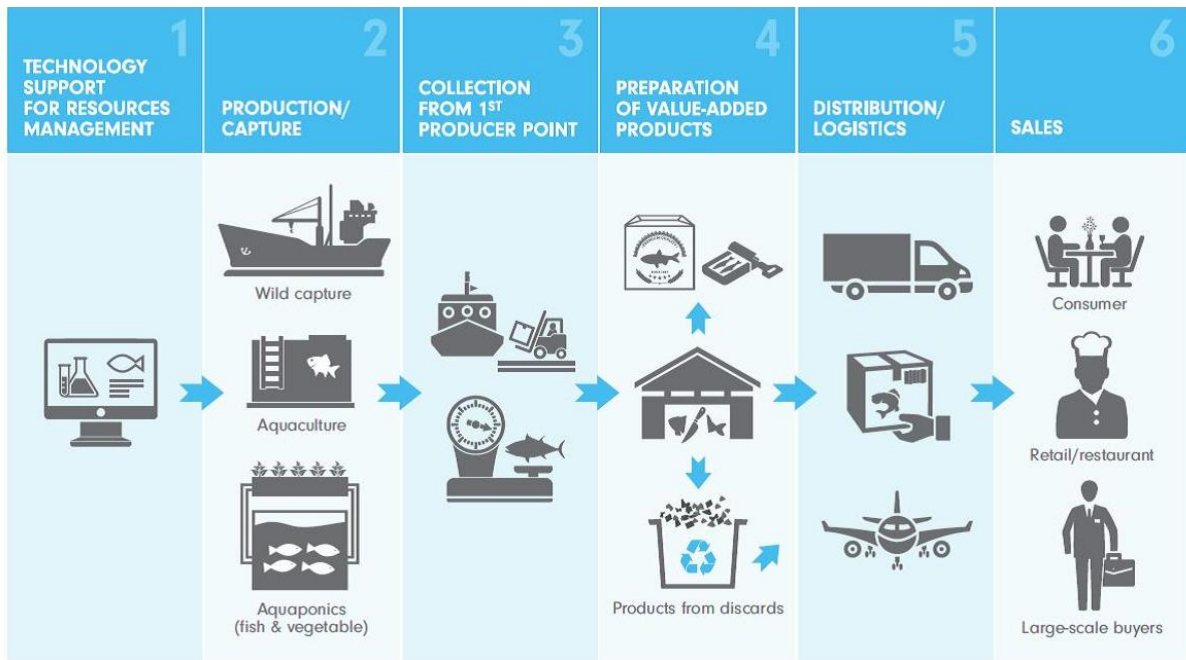 1
TECHNOLOGY
SUPPORT
FOR RESOURCES
MANAGEMENT
2
PRODUCTION/
CAPTURE
3
COLLECTION
FROM 1ST
PRODUCER POINT
4
PREPARATION
OF VALUE-ADDED
PRODUCTS
5
DISTRIBUTION/
LOGISTICS
6
SALES
Wild capture
Aquaculture
Aquaponics
(fish & vegetable)
Products from discards
Consumer
Retail/restaurant
Large-scale buyers